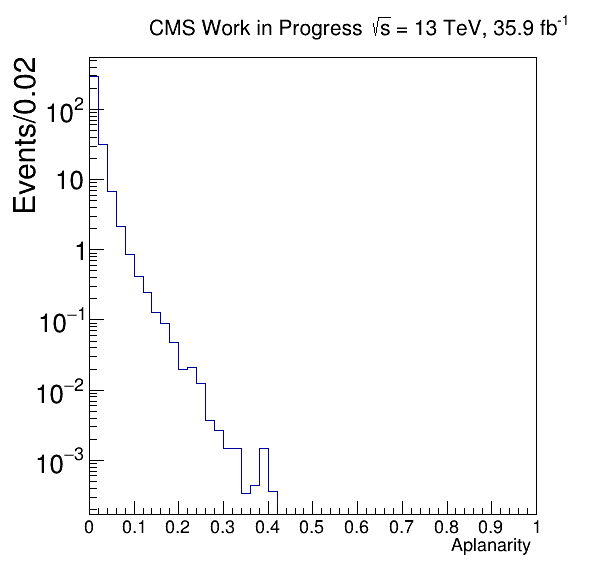 CMS Work in Progress √s = 13 TeV, 35.9 fb⁻¹
Events/0.02
10²
10
1
10⁻¹
10⁻²
10⁻³
0 0.1 0.2 0.3 0.4 0.5 0.6 0.7 0.8 0.9 1
Aplanarity